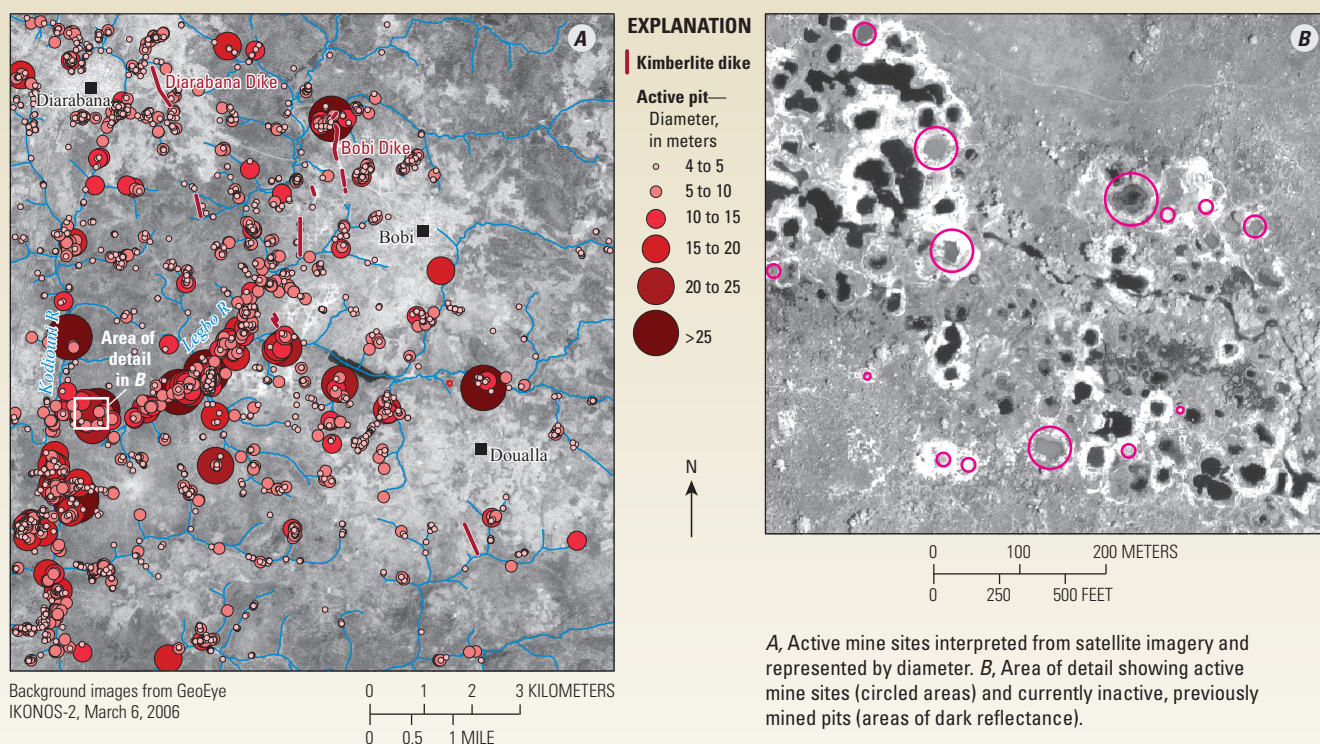 A
Diarabana
Diarabana Dike
Bobi Dike
Bobi
Kodiouni R
Legbo R
Area of
detail
in B
Doualla
Background images from GeoEye
IKONOS-2, March 6, 2006
0 1 2 3 KILOMETERS
0 0.5 1 MILE
EXPLANATION
Kimberlite dike
Active pit—
Diameter,
in meters
4 to 5
5 to 10
10 to 15
15 to 20
20 to 25
>25
N
B
0 100 200 METERS
0 250 500 FEET
A, Active mine sites interpreted from satellite imagery and
represented by diameter. B, Area of detail showing active
mine sites (circled areas) and currently inactive, previously
mined pits (areas of dark reflectance).